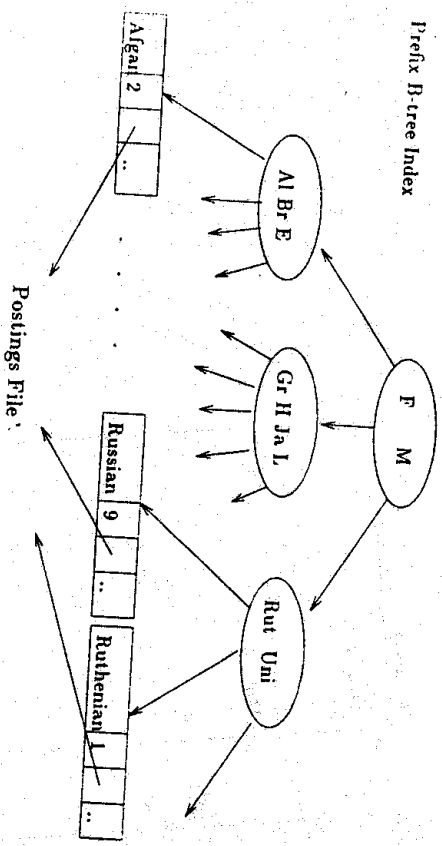 Prefix B-tree Index
F M
Al Br E
Gr H Ja L
Rut Uni
Afgan 2 ..
Russian 9 ..
Ruthenian 1 ..
. . . .
Postings File